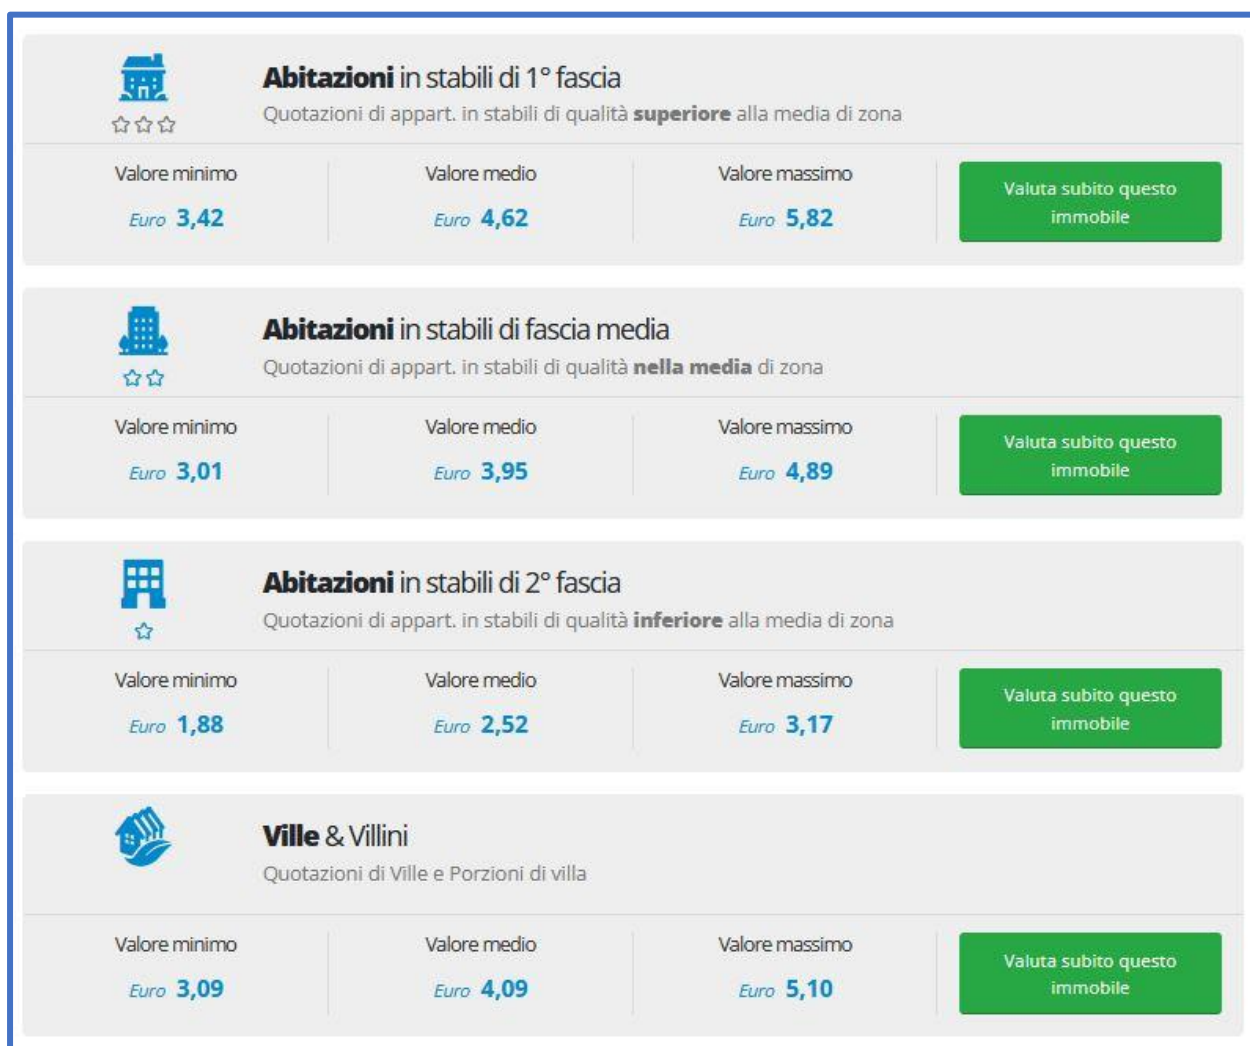 Abitazioni in stabili di 1° fascia
Quotazioni di appart. in stabili di qualità superiore alla media di zona
Valore minimo
Valore medio
Valore massimo
Euro 3,42
Euro 4,62
Euro 5,82
Valuta subito questo
immobile
Abitazioni in stabili di fascia media
Quotazioni di appart. in stabili di qualità nella media di zona
Valore minimo
Valore medio
Valore massimo
Euro 3,01
Euro 3,95
Euro 4,89
Valuta subito questo
immobile
Abitazioni in stabili di 2° fascia
Quotazioni di appart. in stabili di qualità inferiore alla media di zona
Valore minimo
Valore medio
Valore massimo
Euro 1,88
Euro 2,52
Euro 3,17
Valuta subito questo
immobile
Ville & Villini
Quotazioni di Ville e Porzioni di villa
Valore minimo
Valore medio
Valore massimo
Euro 3,09
Euro 4,09
Euro 5,10
Valuta subito questo
immobile